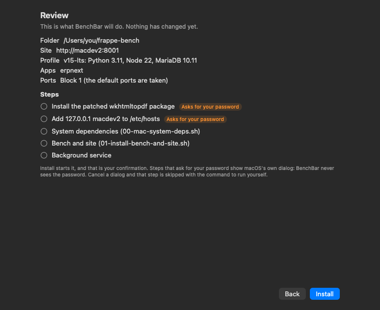 Review
This is what BenchBar will do. Nothing has changed yet.
Folder /Users/you/frappe-bench
Site http://macdev2:8001
Profile v15-lts: Python 3.11, Node 22, MariaDB 10.11
Apps erpnext
Ports Block 1 (the default ports are taken)
Steps
Install the patched wkhtmltopdf package Asks for your password
Add 127.0.0.1 macdev2 to /etc/hosts Asks for your password
System dependencies (00-mac-system-deps.sh)
Bench and site (01-install-bench-and-site.sh)
Background service
Install starts it, and that is your confirmation. Steps that ask for your password show macOS's own dialog: BenchBar never
sees the password. Cancel a dialog and that step is skipped with the command to run yourself.
Back Install